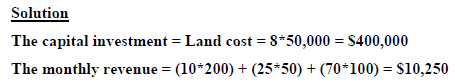 Solution
The capital investment = Land cost = 8*50,000 = $400,000
The monthly revenue = (10*200) + (25*50) + (70*100) = $10,250